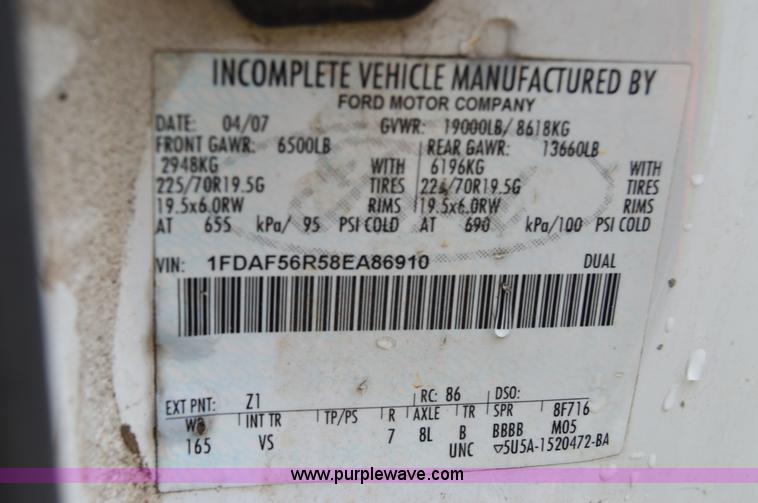 INCOMPLETE VEHICLE MANUFACTURED BY
FORD MOTOR COMPANY
DATE: 04/07 GVWR: 19000LB/ 8618KG
FRONT GAWR: 6500LB REAR GAWR: 13660LB
2948KG WITH 6196KG WITH
225/70R19.5G TIRES 225/70R19.5G TIRES
19.5x6.0RW RIMS 19.5x6.0RW RIMS
AT 655 kPa/ 95 PSI COLD AT 690 kPa/100 PSI COLD
VIN: 1FDAF56R58EA86910 DUAL
EXT PNT: Z1 RC: 86 DSO:
WB INT TR TP/PS R AXLE TR SPR 8F716
165 VS 7 8L B BBBB M05
UNC ▽5U5A-1520472-BA
www.purplewave.com